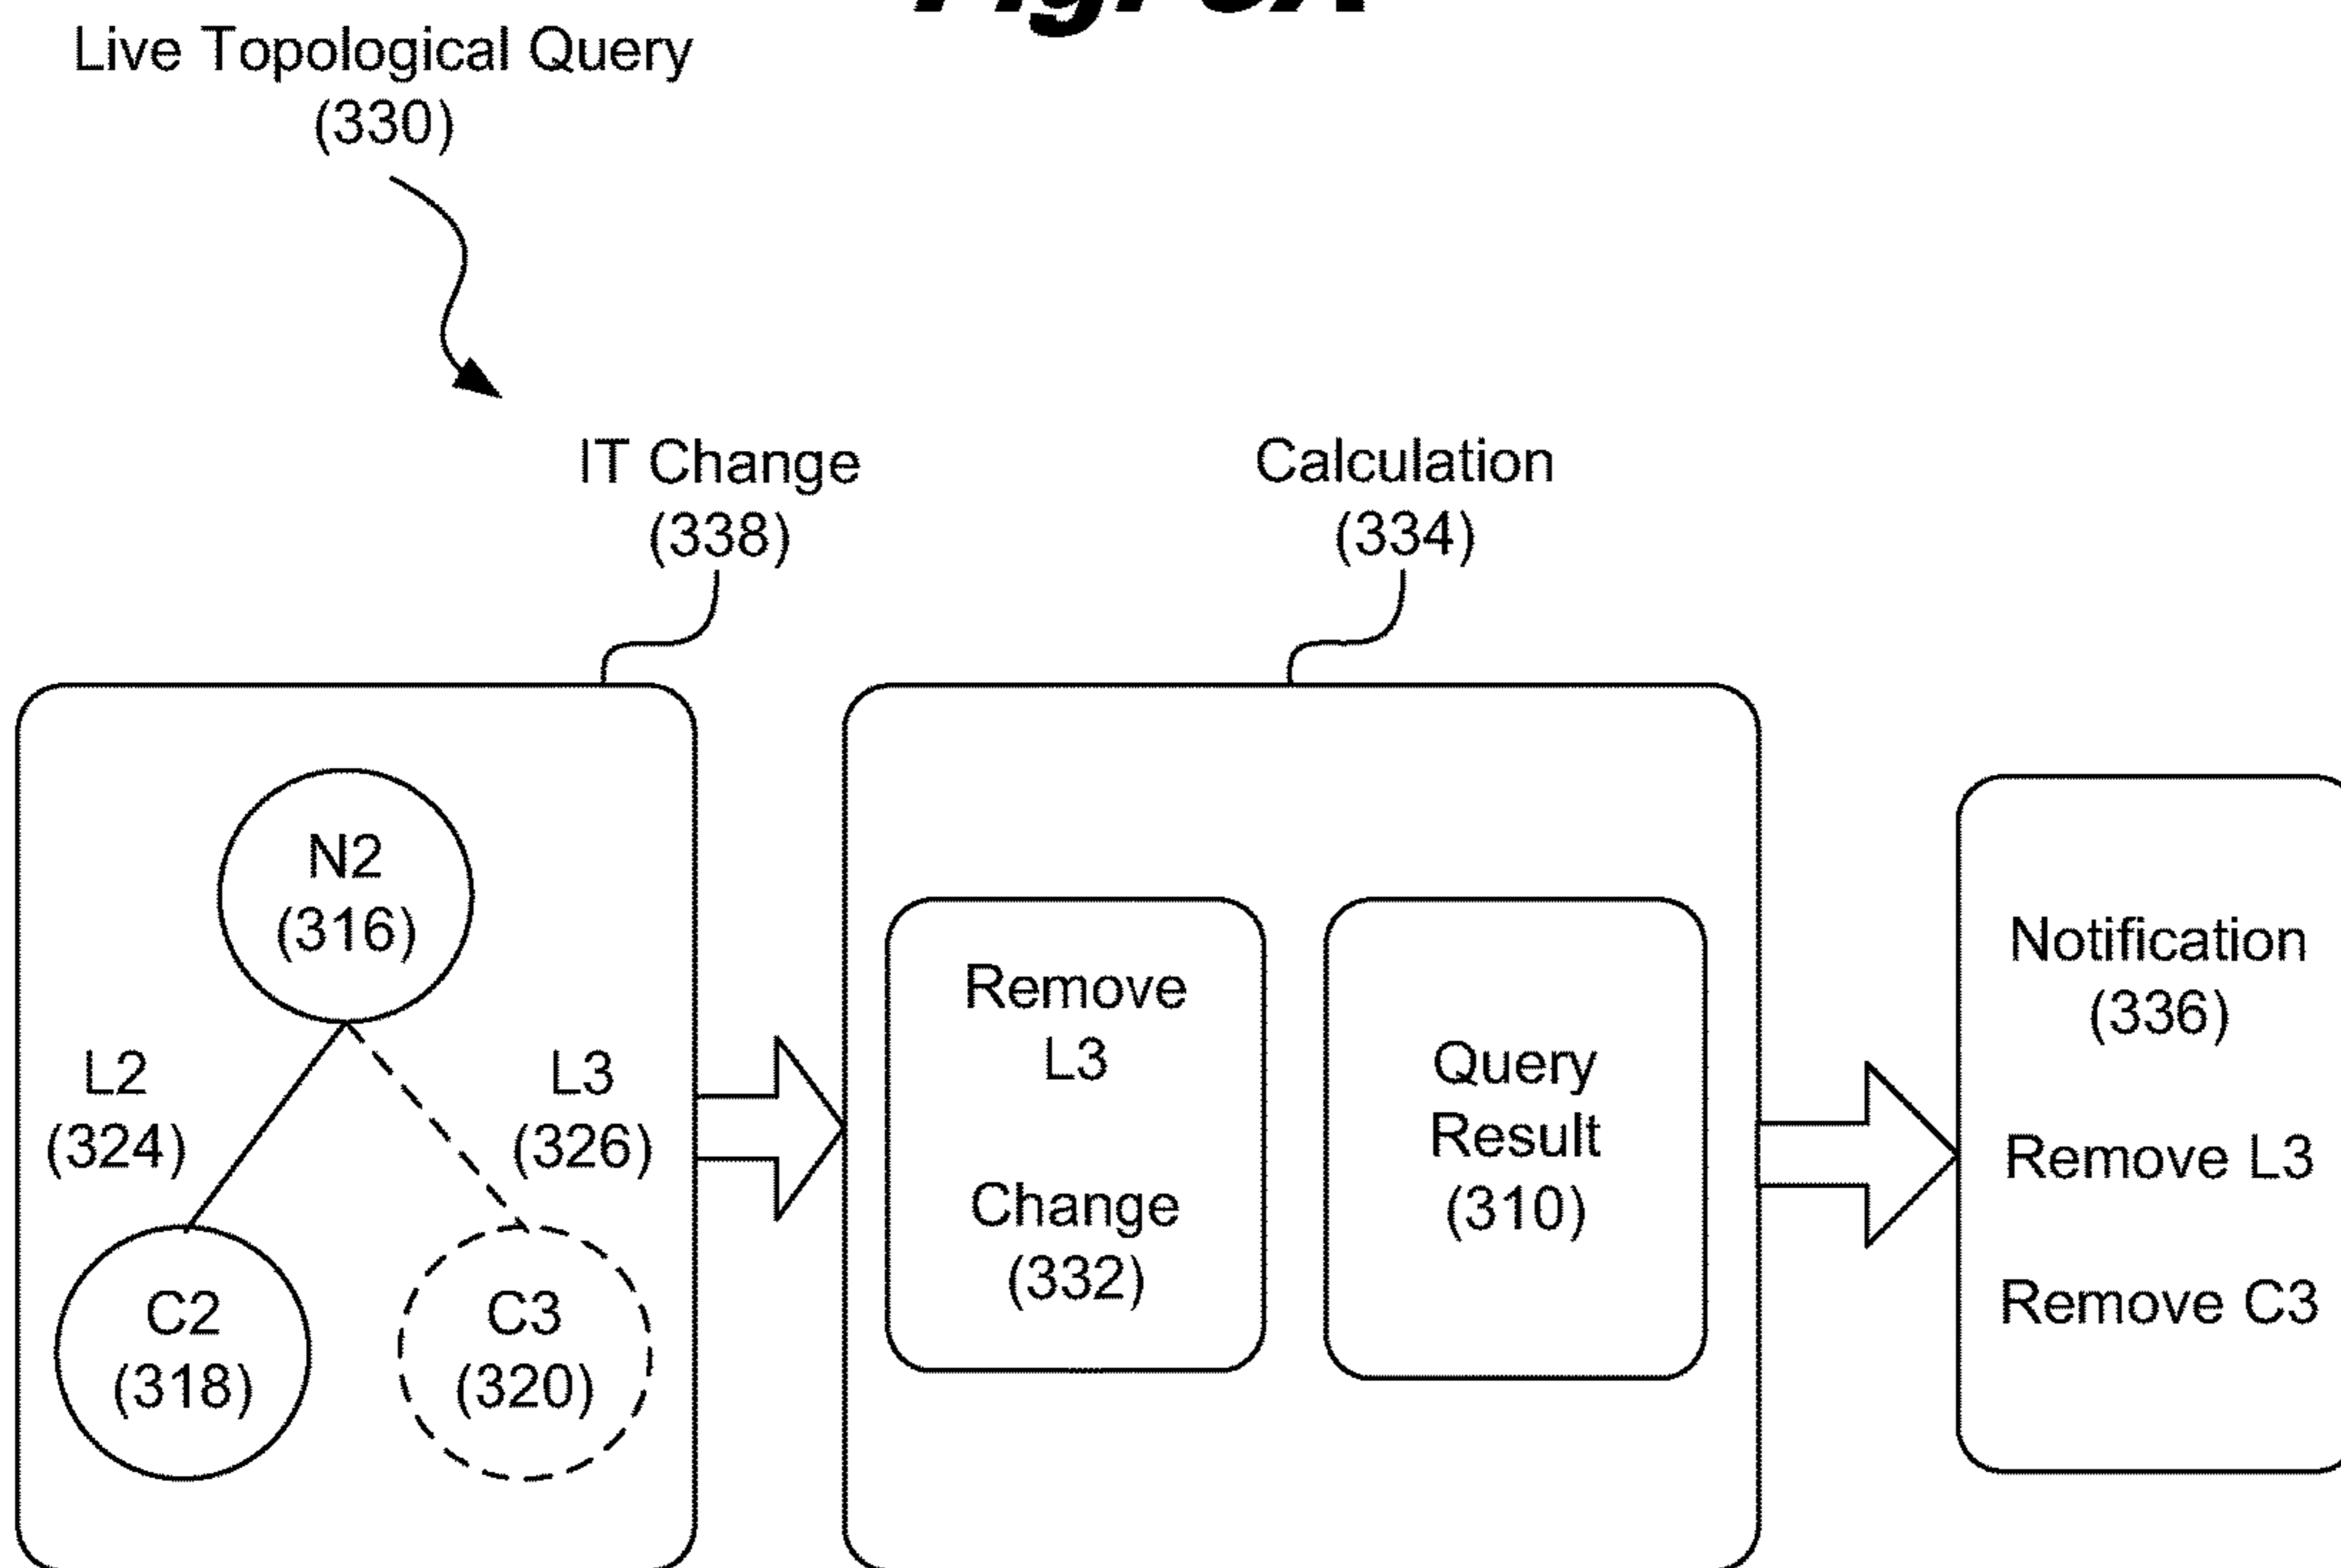 Live Topological Query
(330)
IT Change
(338)
Calculation
(334)
N2
(316)
L2
(324)
L3
(326)
C2
(318)
C3
(320)
Remove
L3
Change
(332)
Query
Result
(310)
Notification
(336)
Remove L3
Remove C3